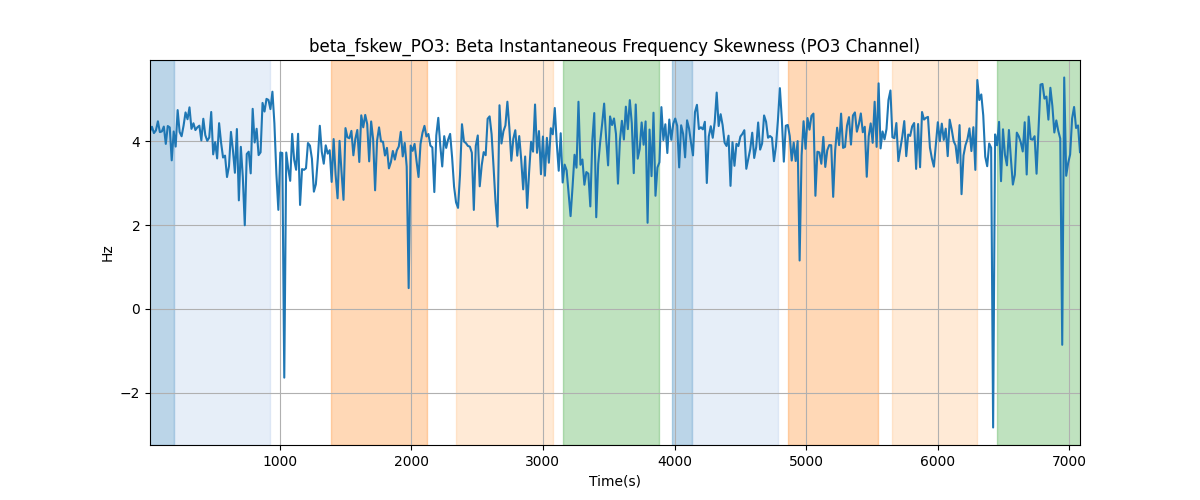 beta_fskew_PO3: Beta Instantaneous Frequency Skewness (PO3 Channel)
Hz
4
2
0
−2
1000 2000 3000 4000 5000 6000 7000
Time(s)